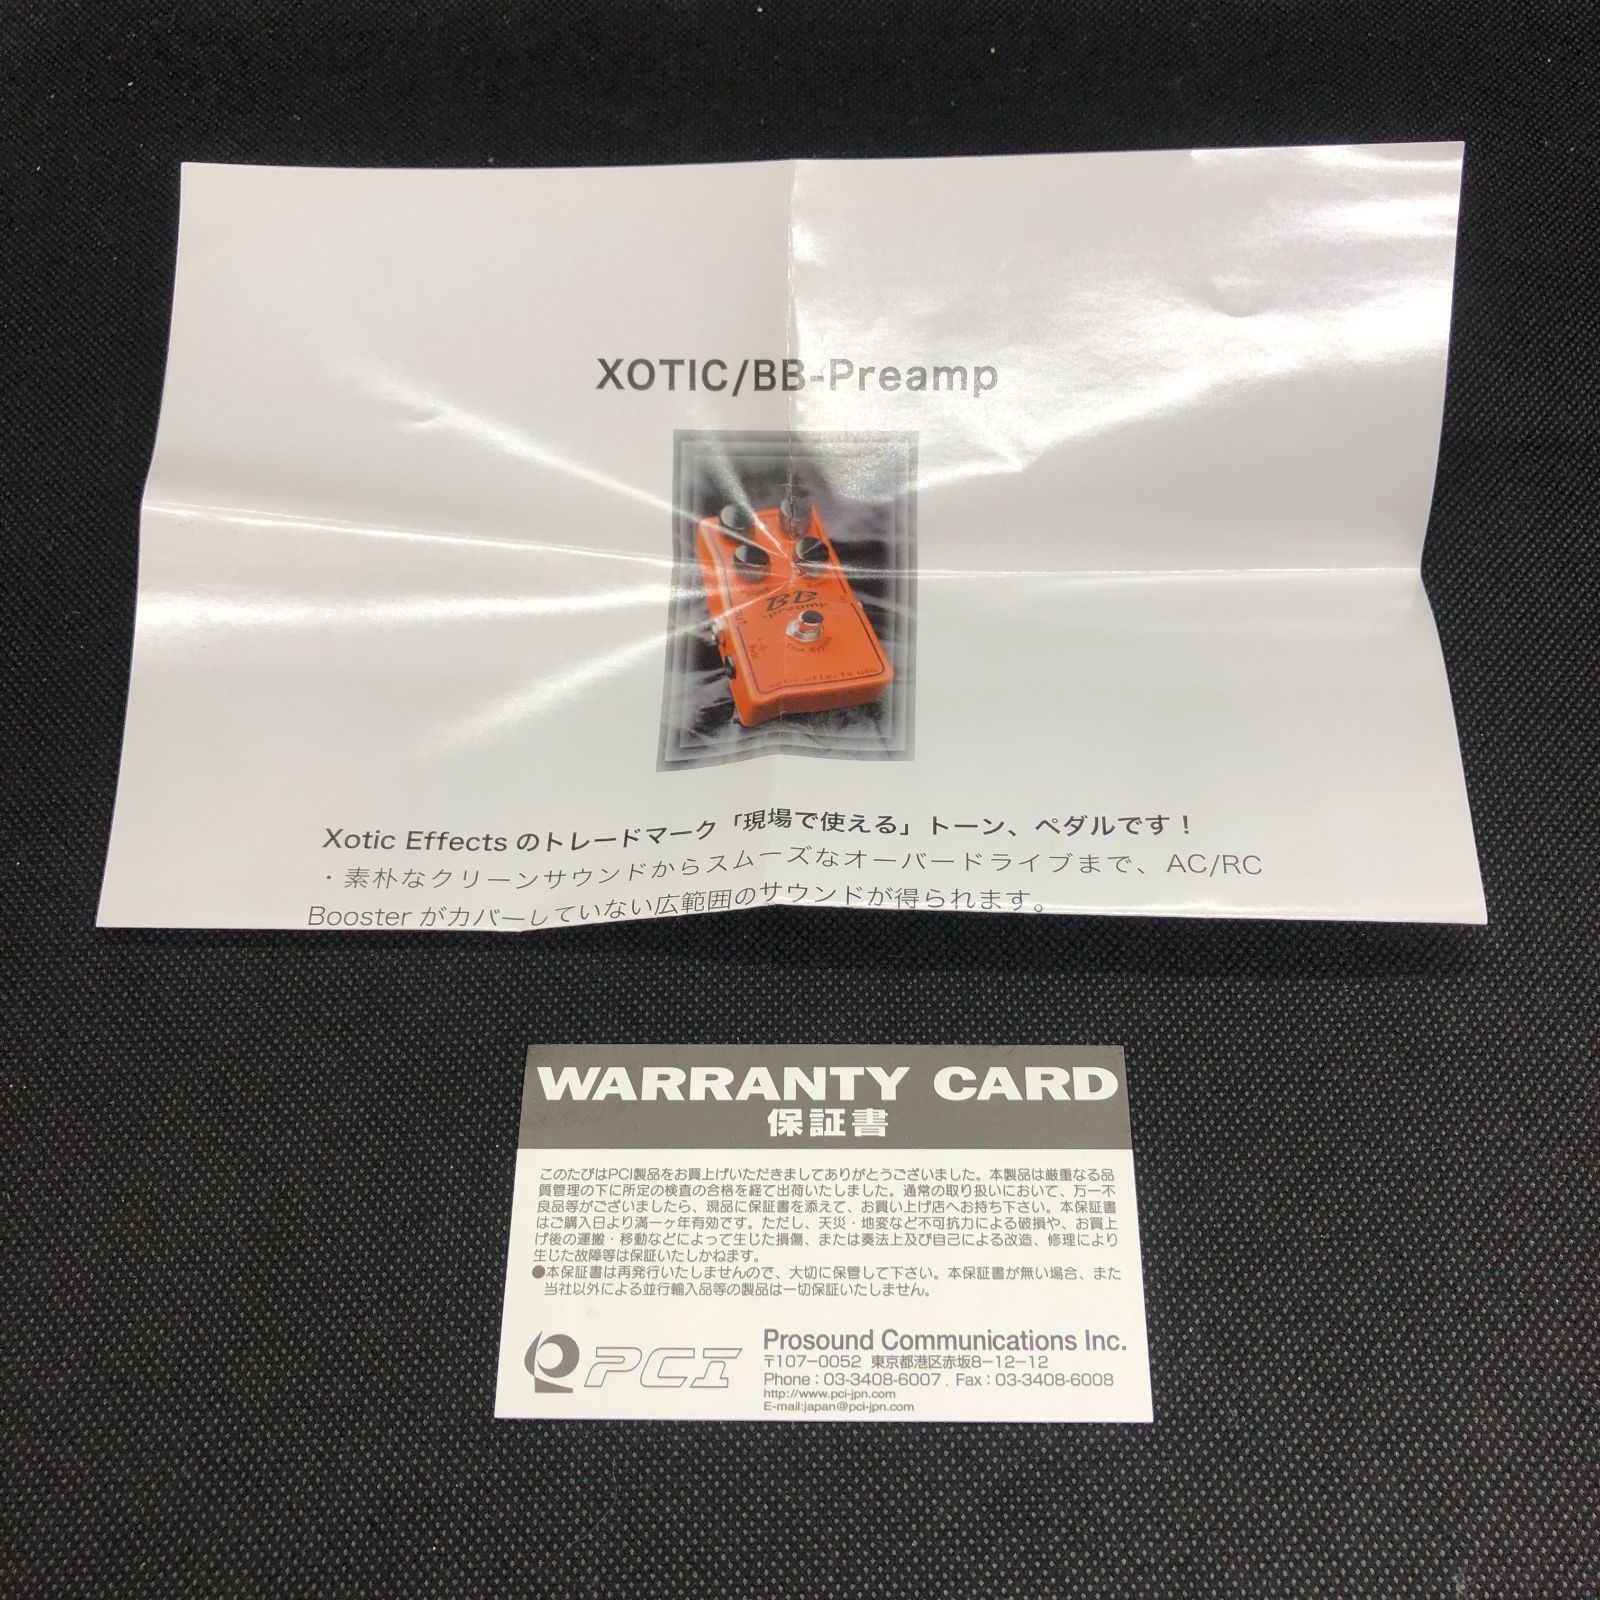 XOTIC/BB-Preamp
BB
-preamp
True Bypass
xotic effects usa
Xotic Effects のトレードマーク「現場で使える」トーン、ペダルです！
・素朴なクリーンサウンドからスムーズなオーバードライブまで、AC/RC
Booster がカバーしていない広範囲のサウンドが得られます。
WARRANTY CARD
保証書
このたびはPCI製品をお買上げいただきましてありがとうございました。本製品は厳重なる品
質管理の下に所定の検査の合格を経て出荷いたしました。通常の取り扱いにおいて、万一不
良品等がございましたら、現品に保証書を添えて、お買い上げ店へお持ち下さい。本保証書
はご購入日より満一ヶ年有効です。ただし、天災・地変など不可抗力による破損や、お買上
げ後の運搬・移動などによって生じた損傷、または奏法上及び自己による改造、修理により
生じた故障等は保証いたしかねます。
●本保証書は再発行いたしませんので、大切に保管して下さい。本保証書が無い場合、また
当社以外による並行輸入品等の製品は一切保証いたしません。
PCI
Prosound Communications Inc.
〒107-0052 東京都港区赤坂8-12-12
Phone : 03-3408-6007 . Fax : 03-3408-6008
http://www.pci-jpn.com
E-mail:japan@pci-jpn.com